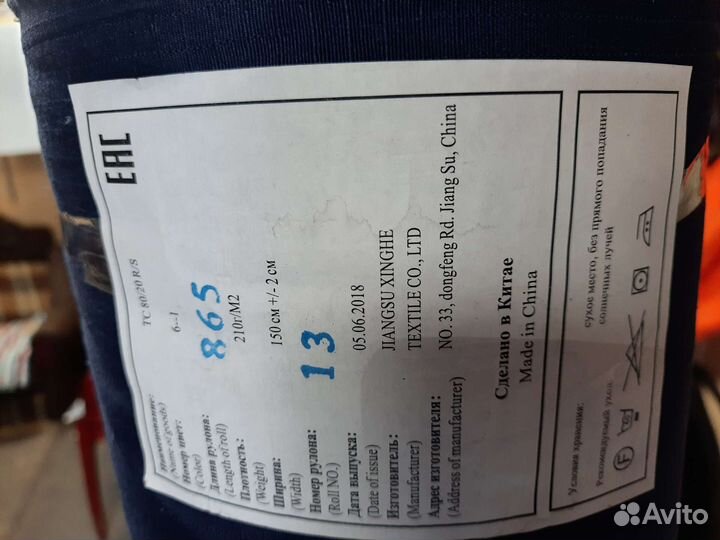 EAC
Наименование: TC 80/20 R/S
(Name of goods)
Номер цвет: 6--1
(Color)
Длина рулона: 865
(Length of roll)
Плотность: 210г/М2
(Weight)
Ширина: 150 см +/- 2 см
(Width)
Номер рулона: 13
(Roll NO.)
Дата выпуска: 05.06.2018
(Date of issue)
Изготовитель: JIANGSU XINGHE
(Manufacturer) TEXTILE CO., LTD
Адрес изготовителя: NO. 33, dongfeng Rd. Jiang Su, China
(Address of manufacturer)
Сделано в Китае
Made in China
Условия хранения: сухое место, без прямого попадания
солнечных лучей
Рекомендуемый уход:
F
Avito